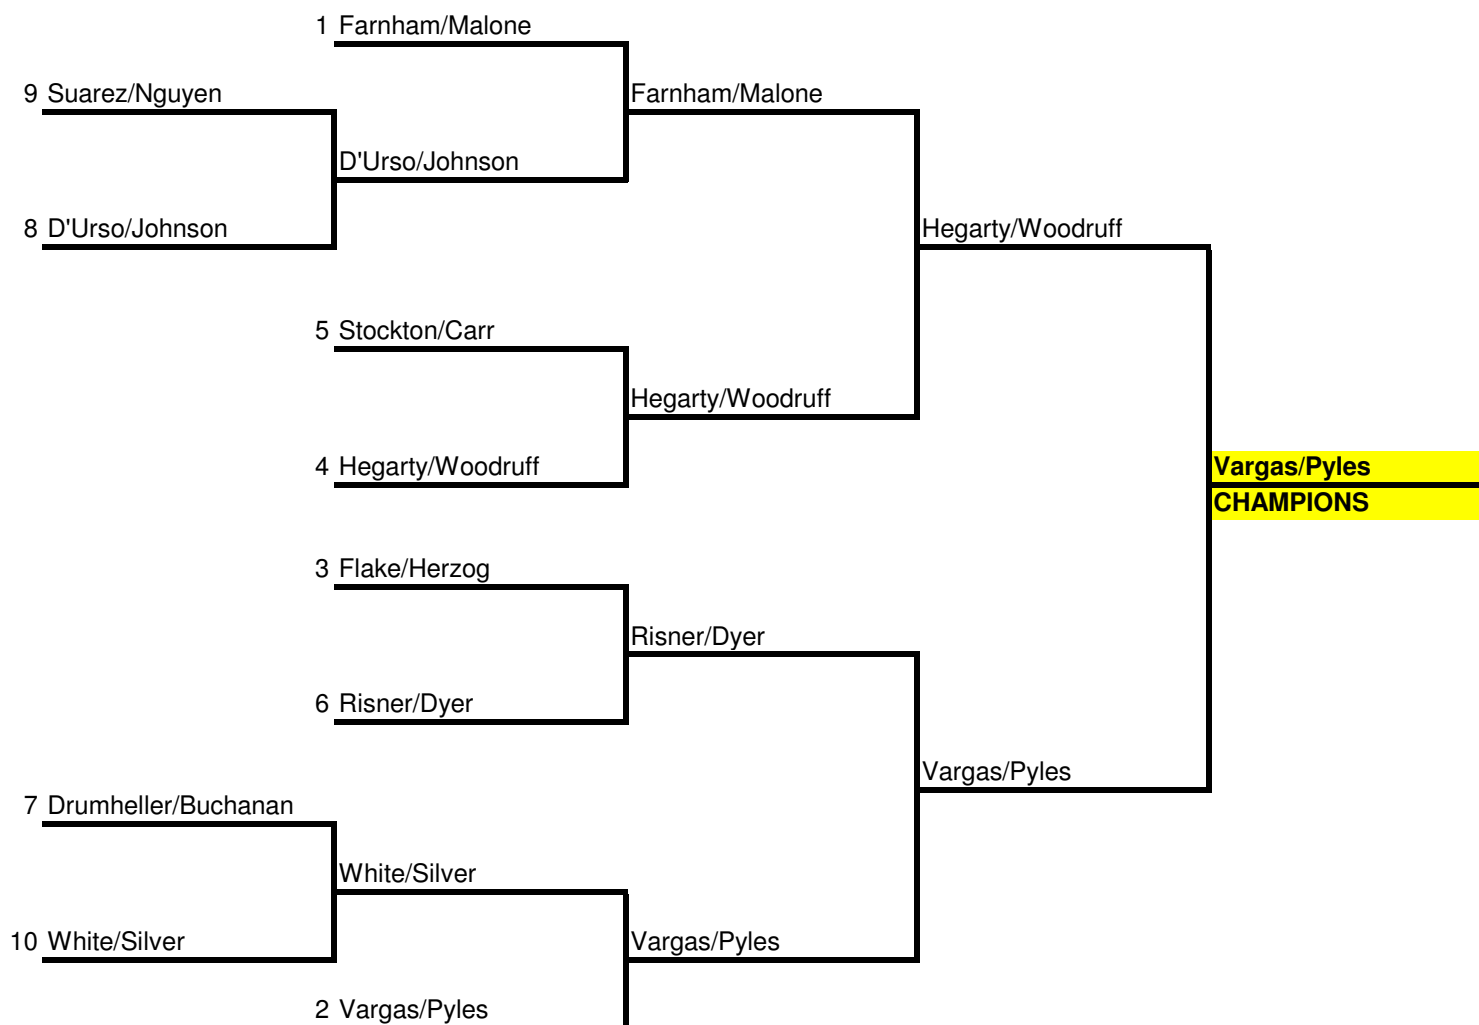 1 Farnham/Malone
9 Suarez/Nguyen
Farnham/Malone
D'Urso/Johnson
8 D'Urso/Johnson
Hegarty/Woodruff
5 Stockton/Carr
Hegarty/Woodruff
4 Hegarty/Woodruff
Vargas/Pyles
CHAMPIONS
3 Flake/Herzog
Risner/Dyer
6 Risner/Dyer
Vargas/Pyles
7 Drumheller/Buchanan
White/Silver
10 White/Silver
Vargas/Pyles
2 Vargas/Pyles